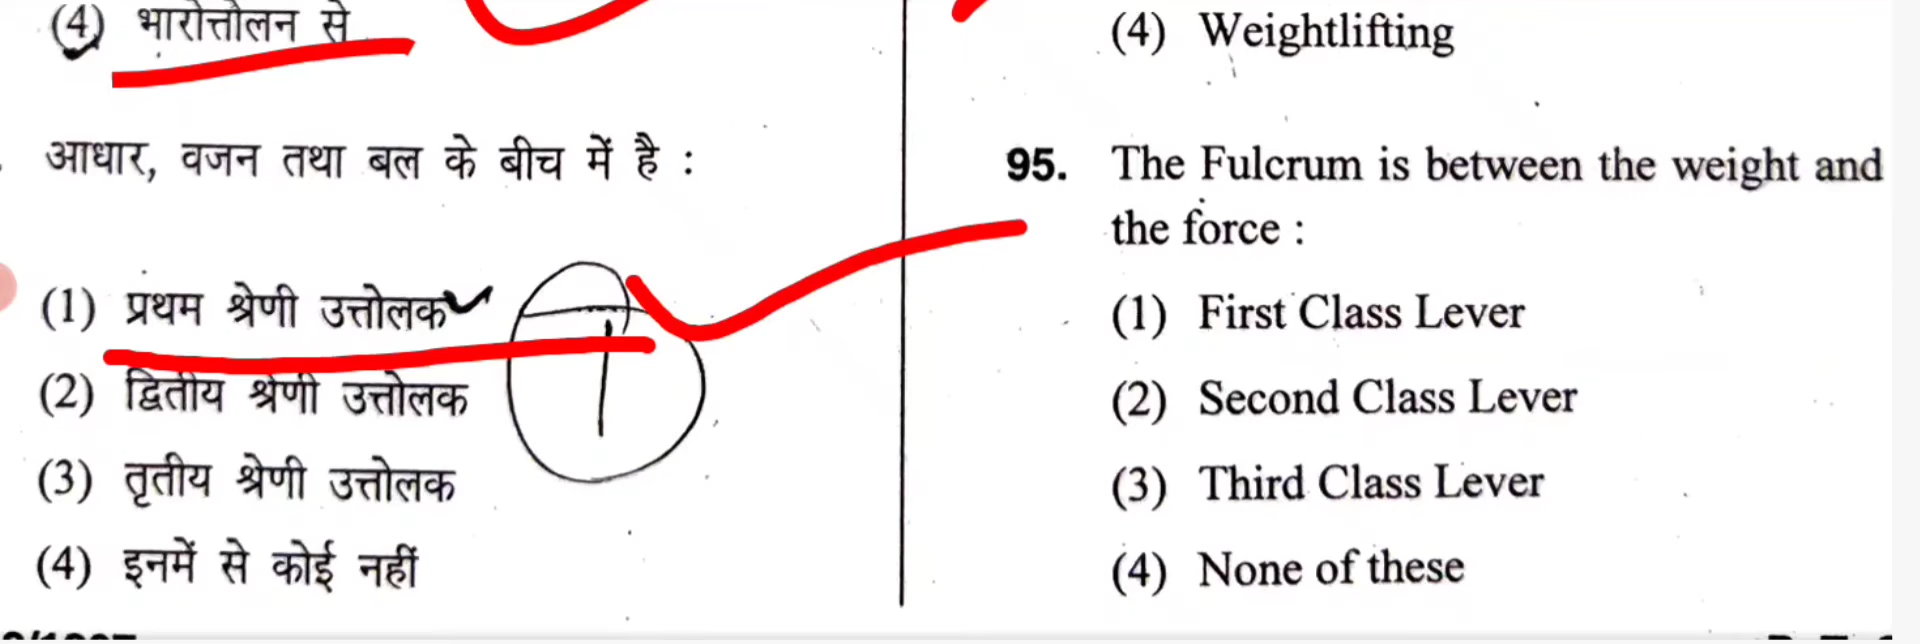 (4) भारोत्तोलन से
आधार, वजन तथा बल के बीच में है :
(1) प्रथम श्रेणी उत्तोलक
(2) द्वितीय श्रेणी उत्तोलक
(3) तृतीय श्रेणी उत्तोलक
(4) इनमें से कोई नहीं
(4) Weightlifting
95. The Fulcrum is between the weight and
the force :
(1) First Class Lever
(2) Second Class Lever
(3) Third Class Lever
(4) None of these